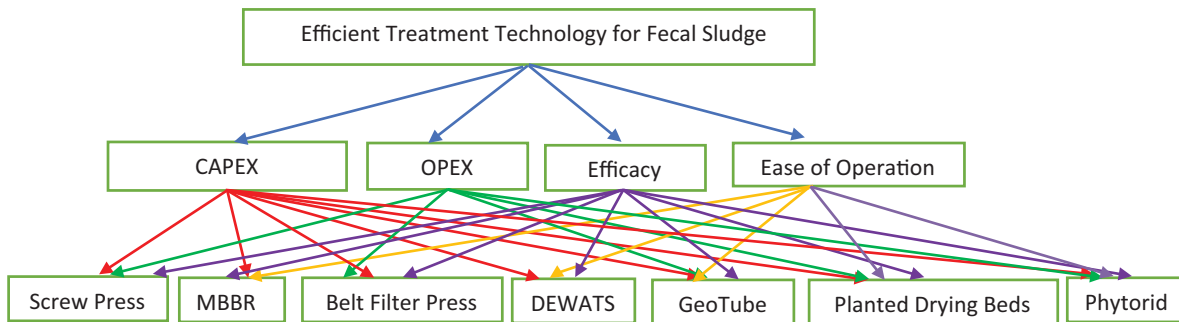 Efficient Treatment Technology for Fecal Sludge
CAPEX
OPEX
Efficacy
Ease of Operation
Screw Press
MBBR
Belt Filter Press
DEWATS
GeoTube
Planted Drying Beds
Phytorid